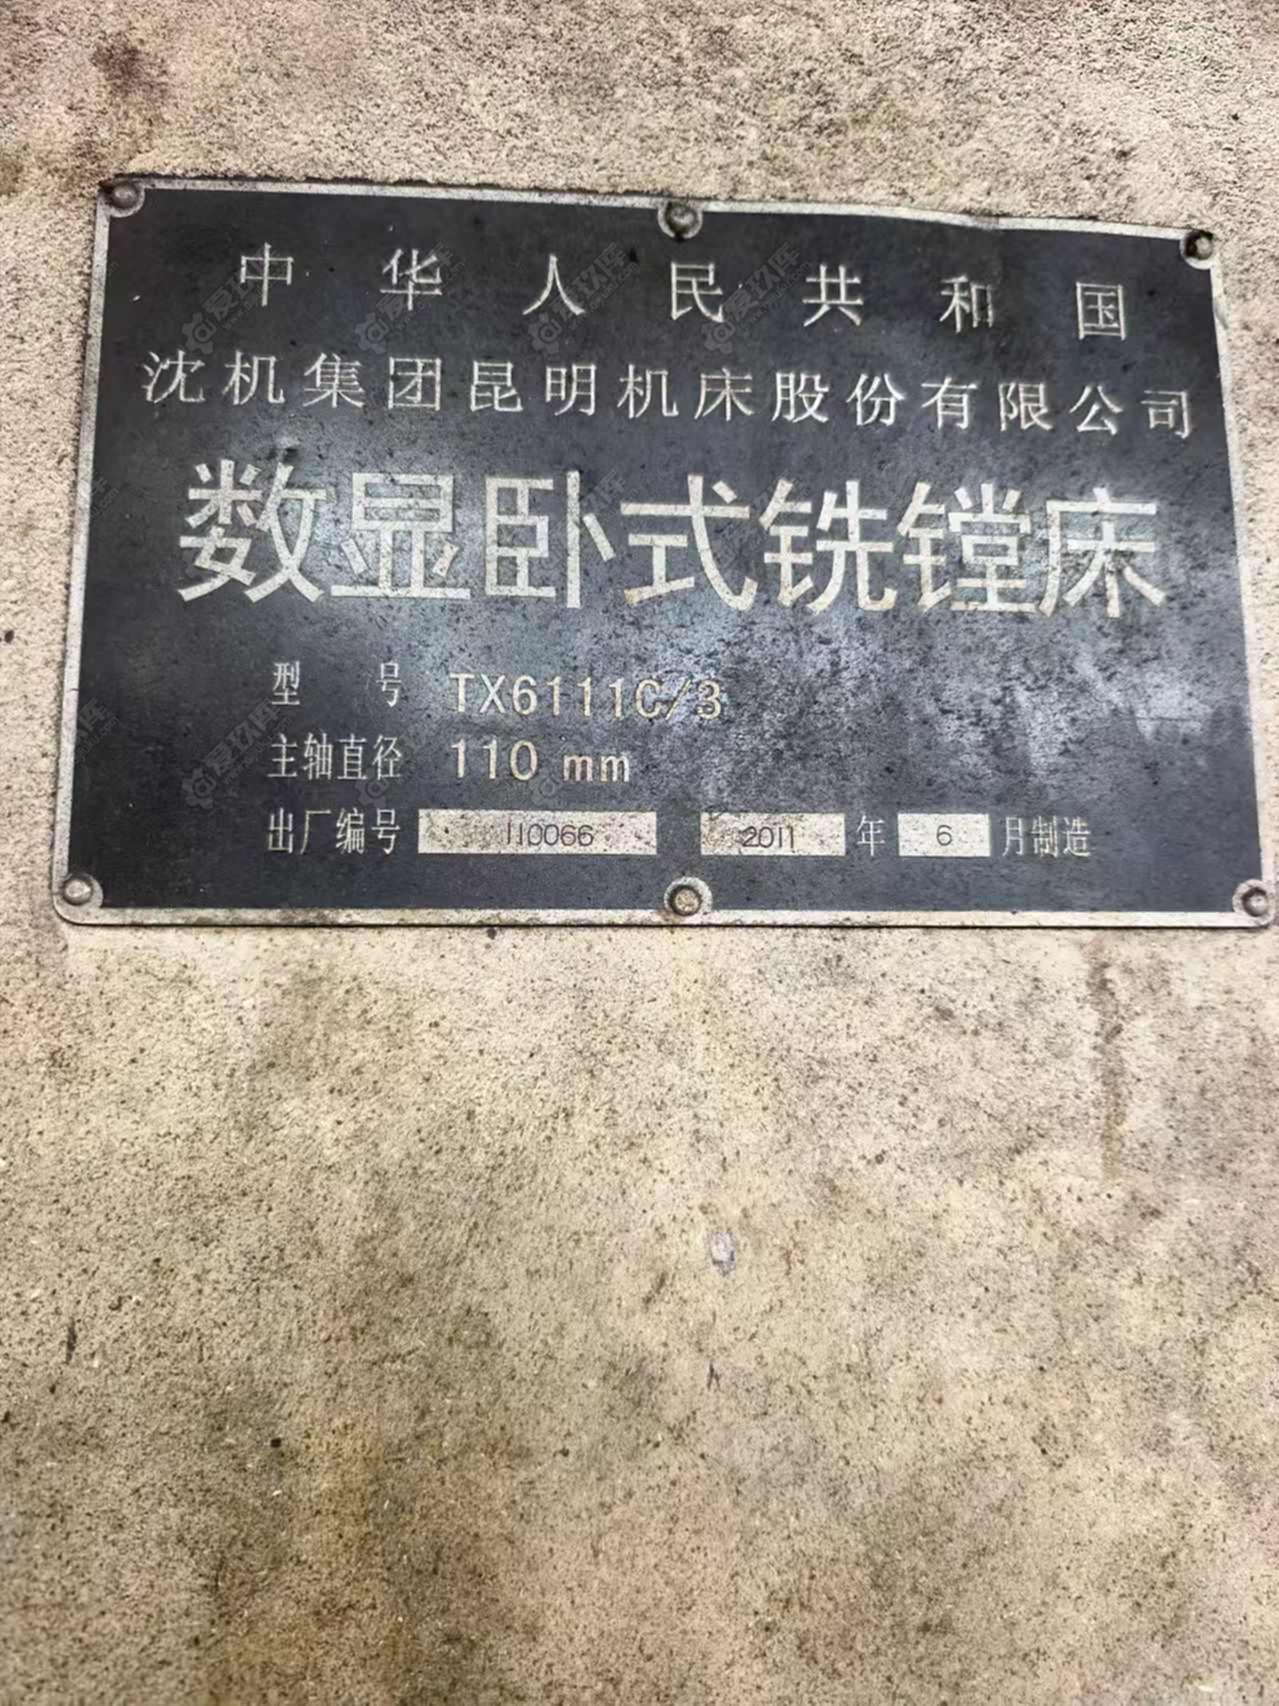 中华人民共和国
沈机集团昆明机床股份有限公司
数显卧式铣镗床
型号 TX6111C/3
主轴直径 110 mm
出厂编号 110066 2011 年 6 月制造